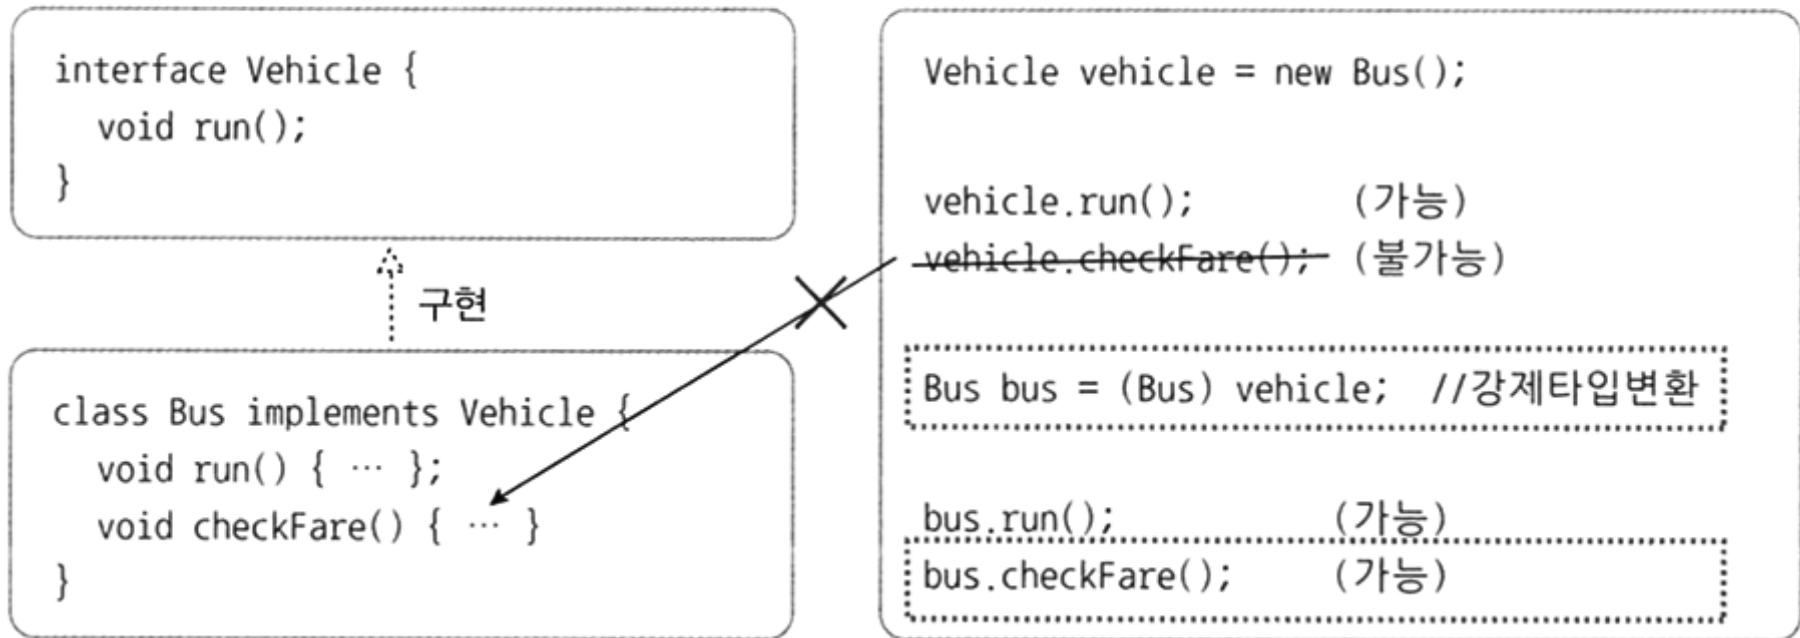 interface Vehicle {
void run();
}
구현
class Bus implements Vehicle {
void run() { ··· };
void checkFare() { ··· }
}
Vehicle vehicle = new Bus();
vehicle.run(); (가능)
vehicle.checkFare(); (불가능)
Bus bus = (Bus) vehicle; //강제타입변환
bus.run(); (가능)
bus.checkFare(); (가능)